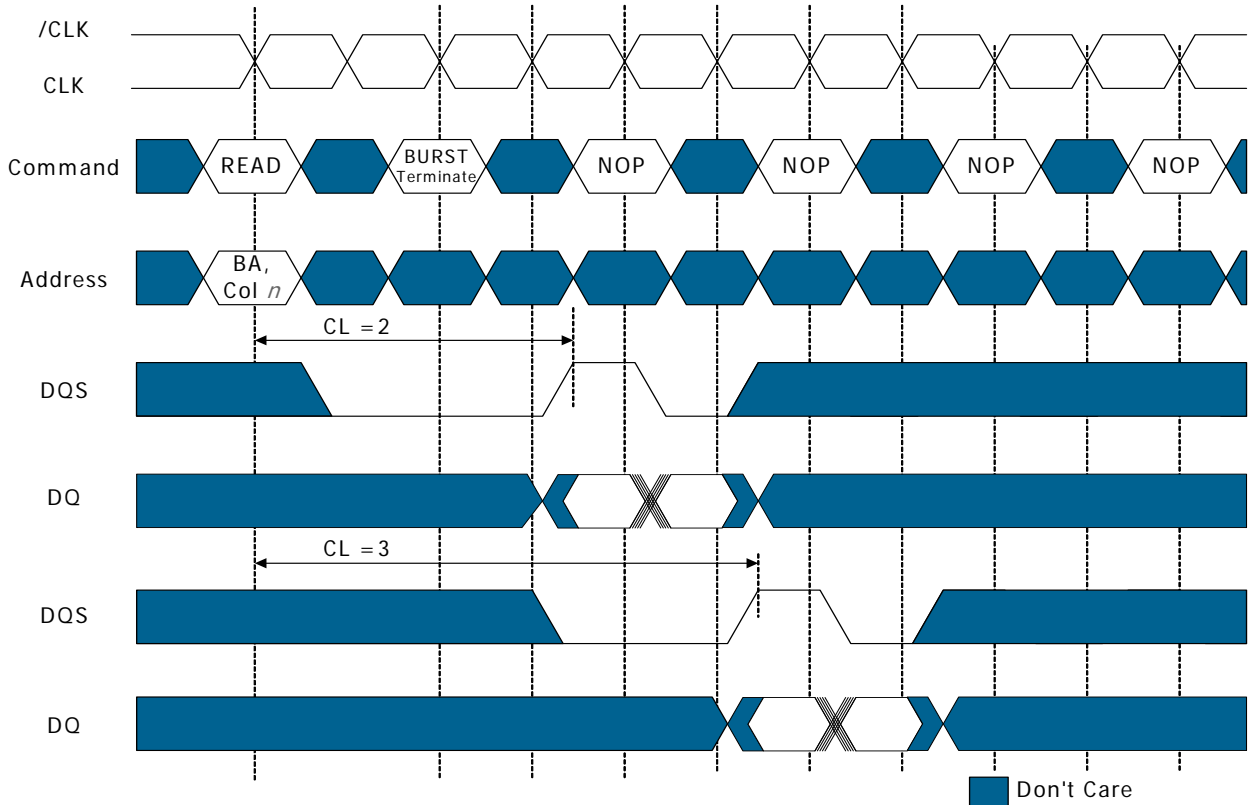 /CLK
CLK
Command
READ
BURST
Terminate
NOP
NOP
NOP
NOP
Address
BA,
Col n
CL =2
DQS
DQ
CL =3
DQS
DQ
Don't Care